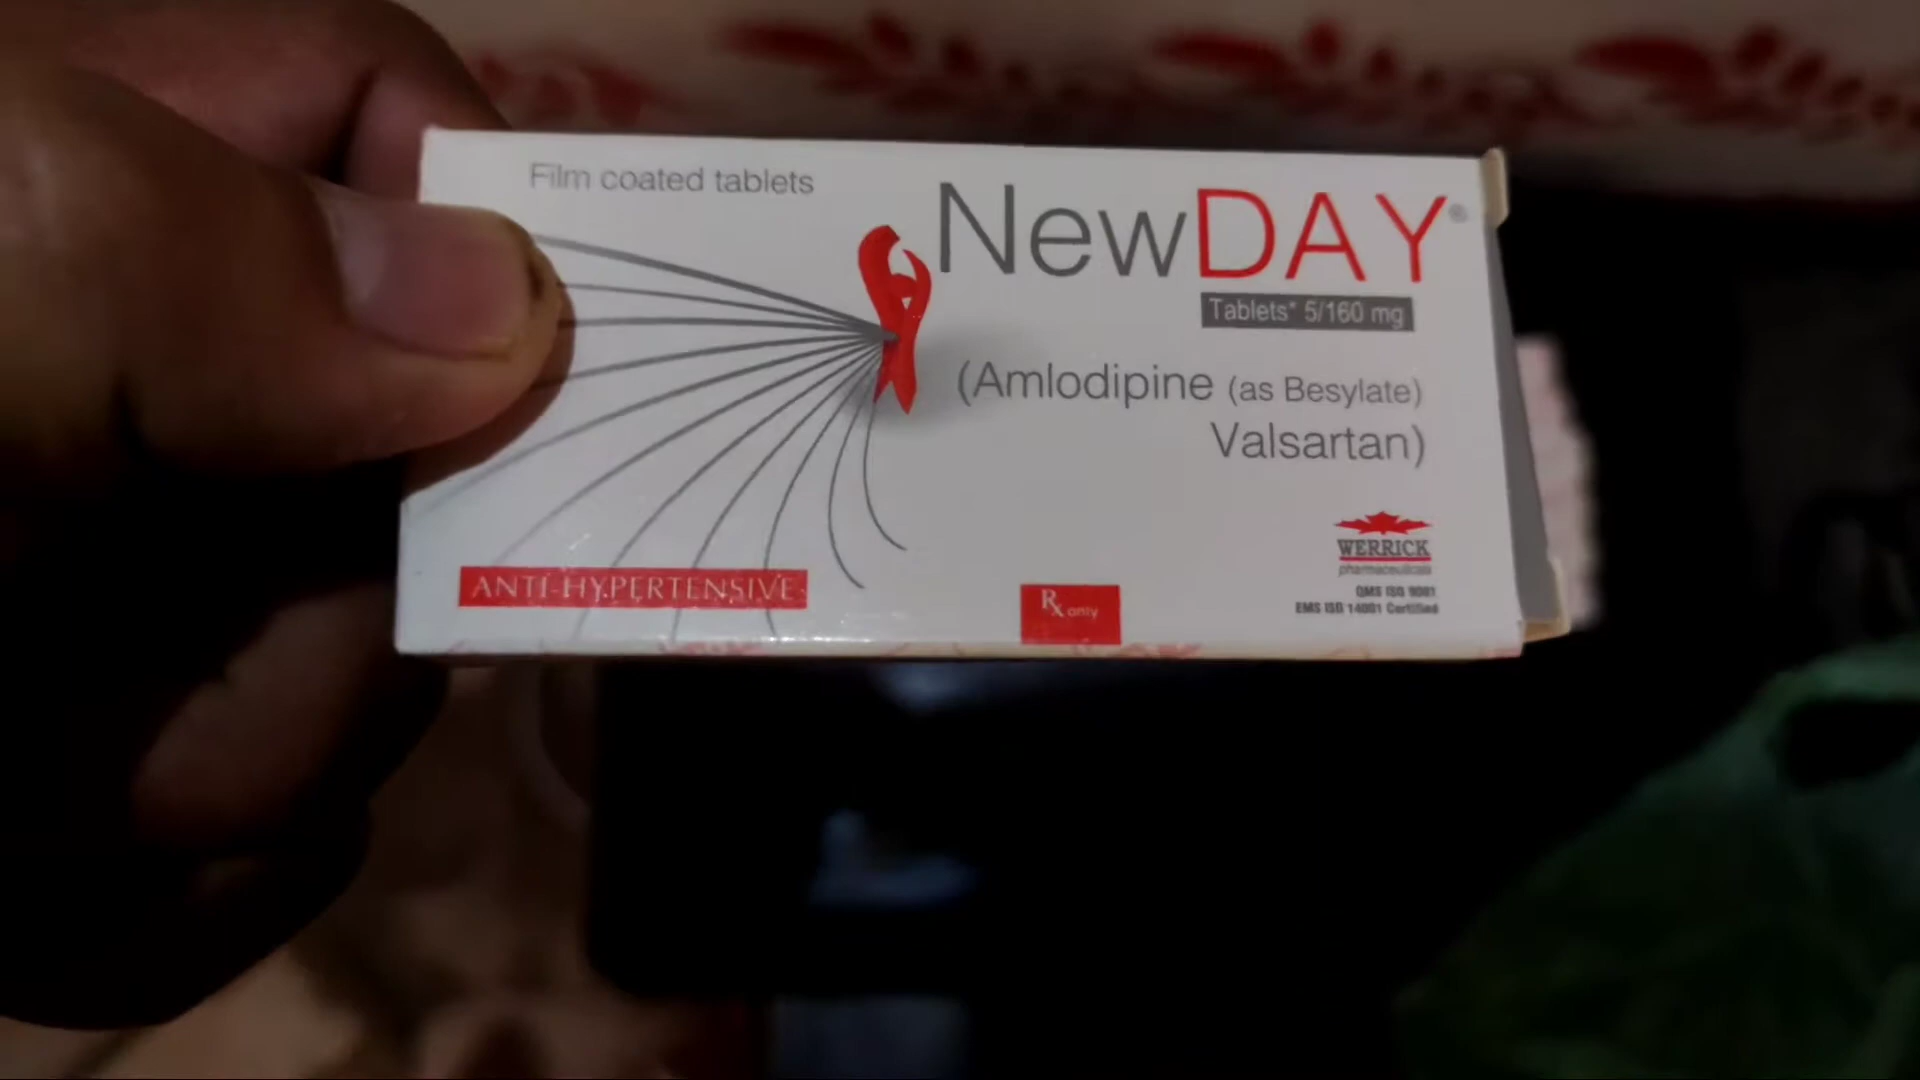 Film coated tablets
NewDAY®
Tablets* 5/160 mg
(Amlodipine (as Besylate)
Valsartan)
WERRICK
pharmaceuticals
QMS ISO 9001
EMS ISO 14001 Certified
ANTI-HYPERTENSIVE
Rx only